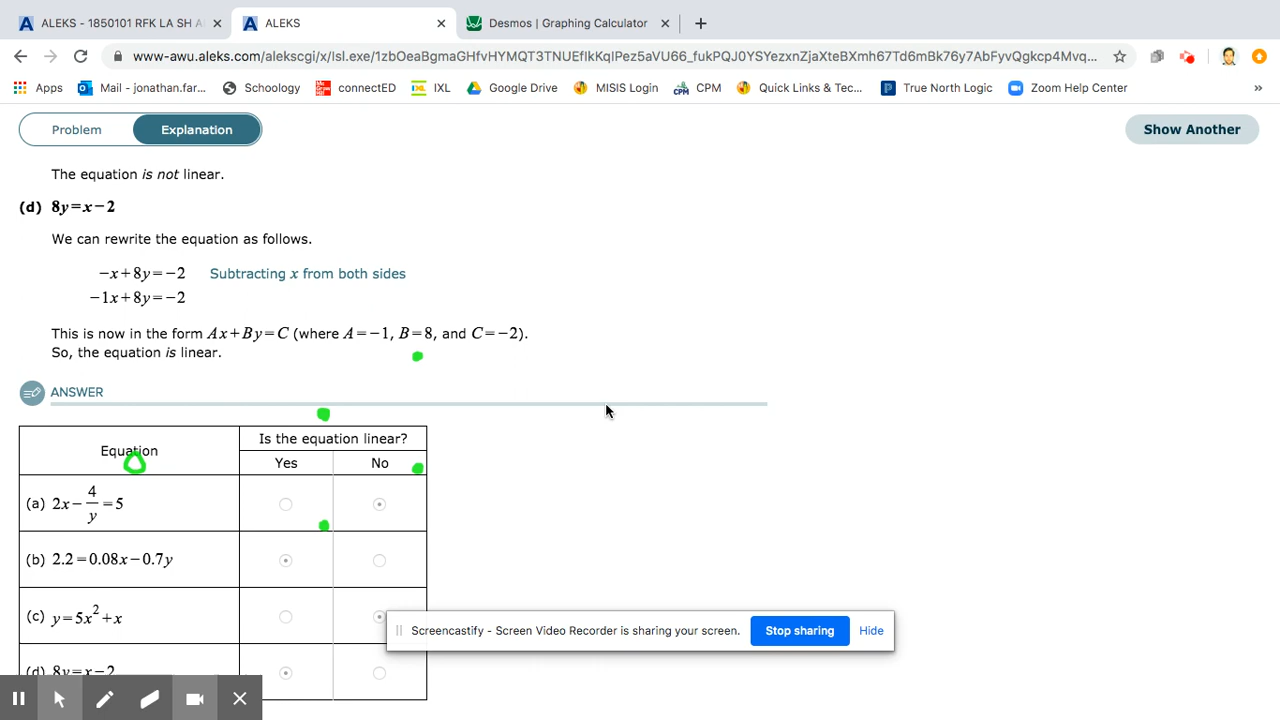 ALEKS - 1850101 RFK LA SH A
ALEKS
Desmos | Graphing Calculator
www-awu.aleks.com/alekscgi/x/Isl.exe/1zbOeaBgmaGHfvHYMQT3TNUEfIkKqIPez5aVU66_fukPQJ0YSYezxnZjaXteBXmh67Td6mBk76y7AbFyvQgkcp4Mvq...
Apps
Mail - jonathan.far...
Schoology
connectED
IXL
Google Drive
MISIS Login
CPM
Quick Links & Tec...
True North Logic
Zoom Help Center
»
Problem
Explanation
Show Another
The equation is not linear.
(d) 8y=x−2
We can rewrite the equation as follows.
−x+8y=−2 Subtracting x from both sides
−1x+8y=−2
This is now in the form Ax+By=C (where A=−1, B=8, and C=−2).
So, the equation is linear.
ANSWER
Equation
Is the equation linear?
Yes No
(a) 2x−4/y=5
(b) 2.2=0.08x−0.7y
(c) y=5x²+x
(d) 8y=x−2
Screencastify - Screen Video Recorder is sharing your screen.
Stop sharing
Hide